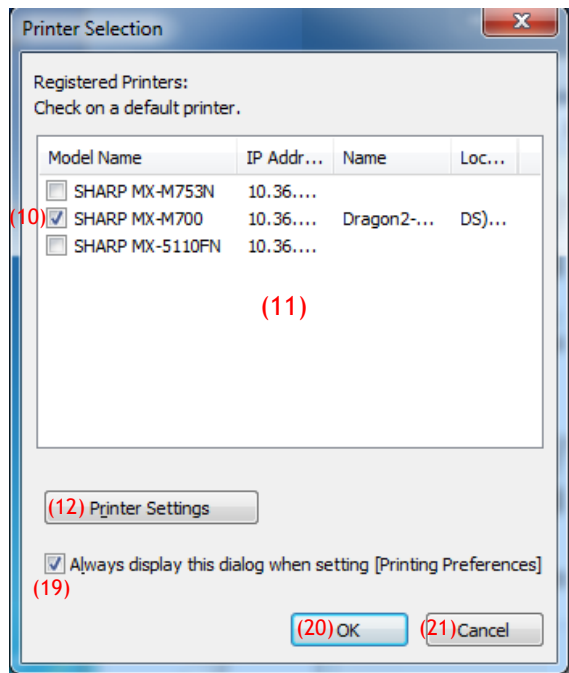 Printer Selection
Registered Printers:
Check on a default printer.
Model Name IP Addr... Name Loc...
SHARP MX-M753N 10.36....
(10) SHARP MX-M700 10.36.... Dragon2-... DS)...
SHARP MX-5110FN 10.36....
(11)
(12) Printer Settings
Always display this dialog when setting [Printing Preferences]
(19)
(20) OK (21) Cancel